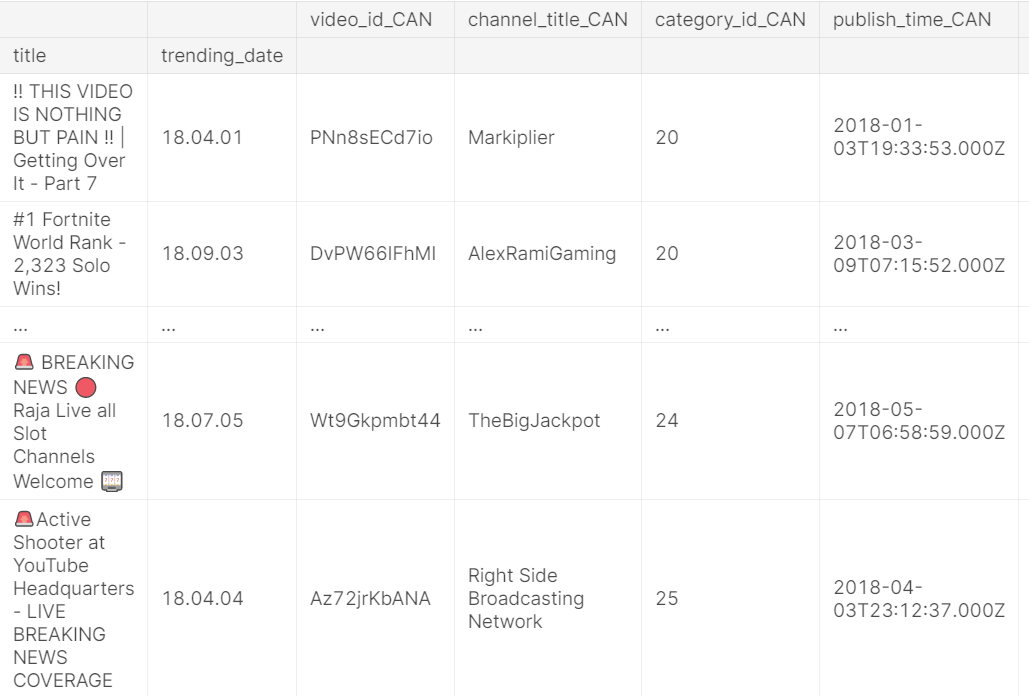 video_id_CAN channel_title_CAN category_id_CAN publish_time_CAN
title trending_date
!! THIS VIDEO
IS NOTHING
BUT PAIN !! |
Getting Over
It - Part 7
18.04.01
PNn8sECd7io
Markiplier
20
2018-01-
03T19:33:53.000Z
#1 Fortnite
World Rank -
2,323 Solo
Wins!
18.09.03
DvPW66IFhMI
AlexRamiGaming
20
2018-03-
09T07:15:52.000Z
... ... ... ... ... ...
🚨 BREAKING
NEWS 🔴
Raja Live all
Slot
Channels
Welcome 🎰
18.07.05
Wt9Gkpmbt44
TheBigJackpot
24
2018-05-
07T06:58:59.000Z
🚨Active
Shooter at
YouTube
Headquarters
- LIVE
BREAKING
NEWS
COVERAGE
18.04.04
Az72jrKbANA
Right Side
Broadcasting
Network
25
2018-04-
03T23:12:37.000Z